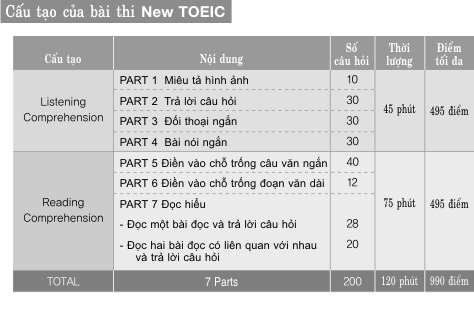 Cấu tạo của bài thi New TOEIC
Cấu tạo Nội dung Số câu hỏi Thời lượng Điểm tối đa
Listening Comprehension
PART 1 Miêu tả hình ảnh 10
PART 2 Trả lời câu hỏi 30
PART 3 Đối thoại ngắn 30
PART 4 Bài nói ngắn 30
45 phút 495 điểm
Reading Comprehension
PART 5 Điền vào chỗ trống câu văn ngắn 40
PART 6 Điền vào chỗ trống đoạn văn dài 12
PART 7 Đọc hiểu
- Đọc một bài đọc và trả lời câu hỏi 28
- Đọc hai bài đọc có liên quan với nhau 20
và trả lời câu hỏi
75 phút 495 điểm
TOTAL 7 Parts 200 120 phút 990 điểm